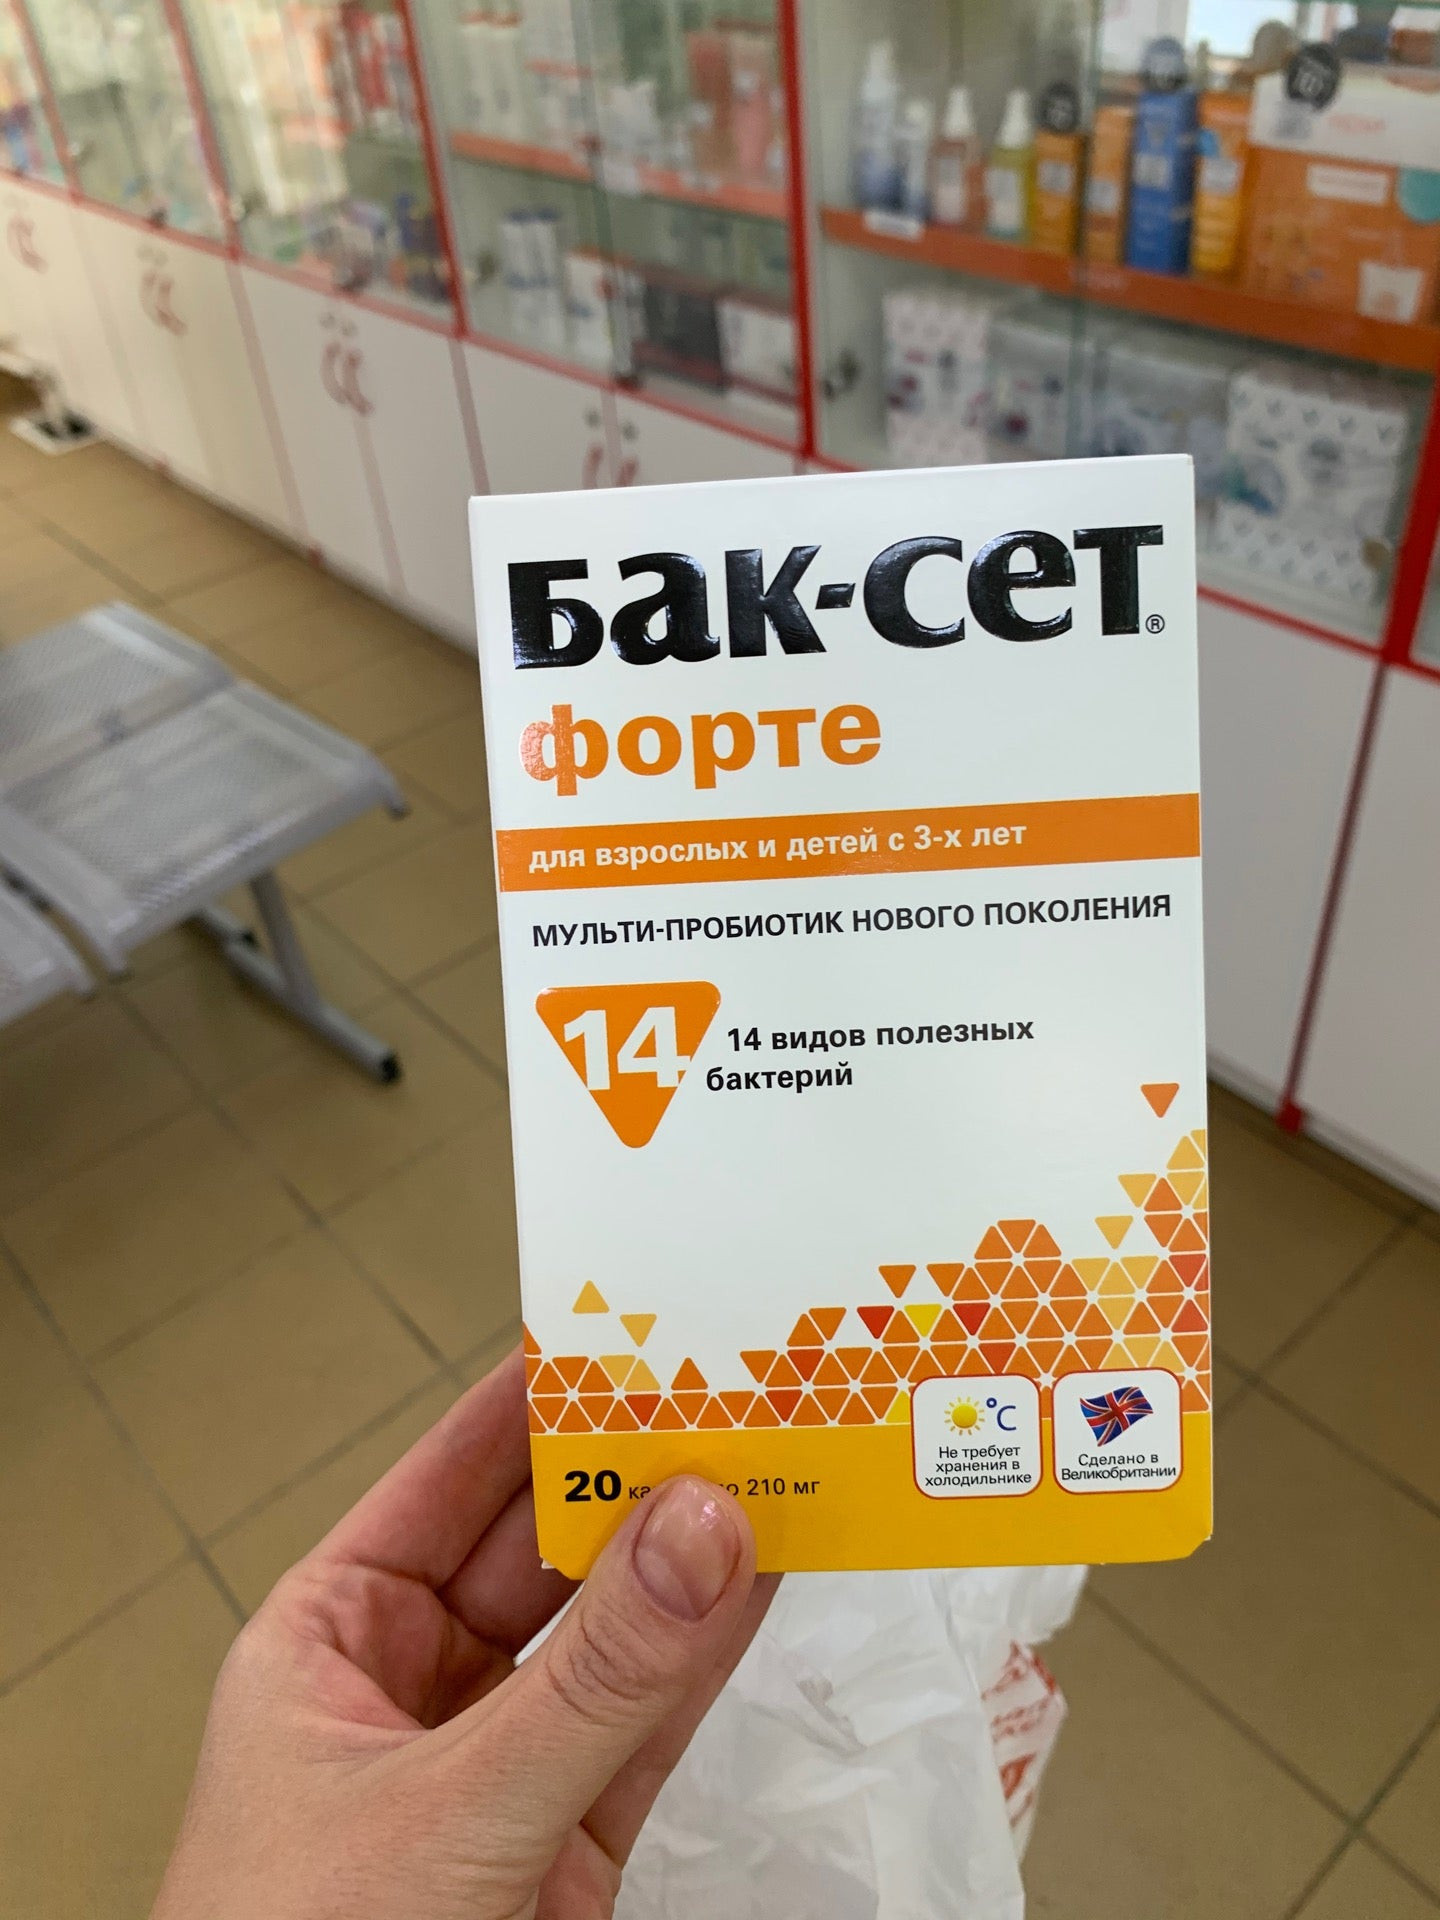 Бак-сет®
форте
для взрослых и детей с 3-х лет
МУЛЬТИ-ПРОБИОТИК НОВОГО ПОКОЛЕНИЯ
14
14 видов полезных
бактерий
°C
Не требует
хранения в
холодильнике
Сделано в
Великобритании
20
210 мг